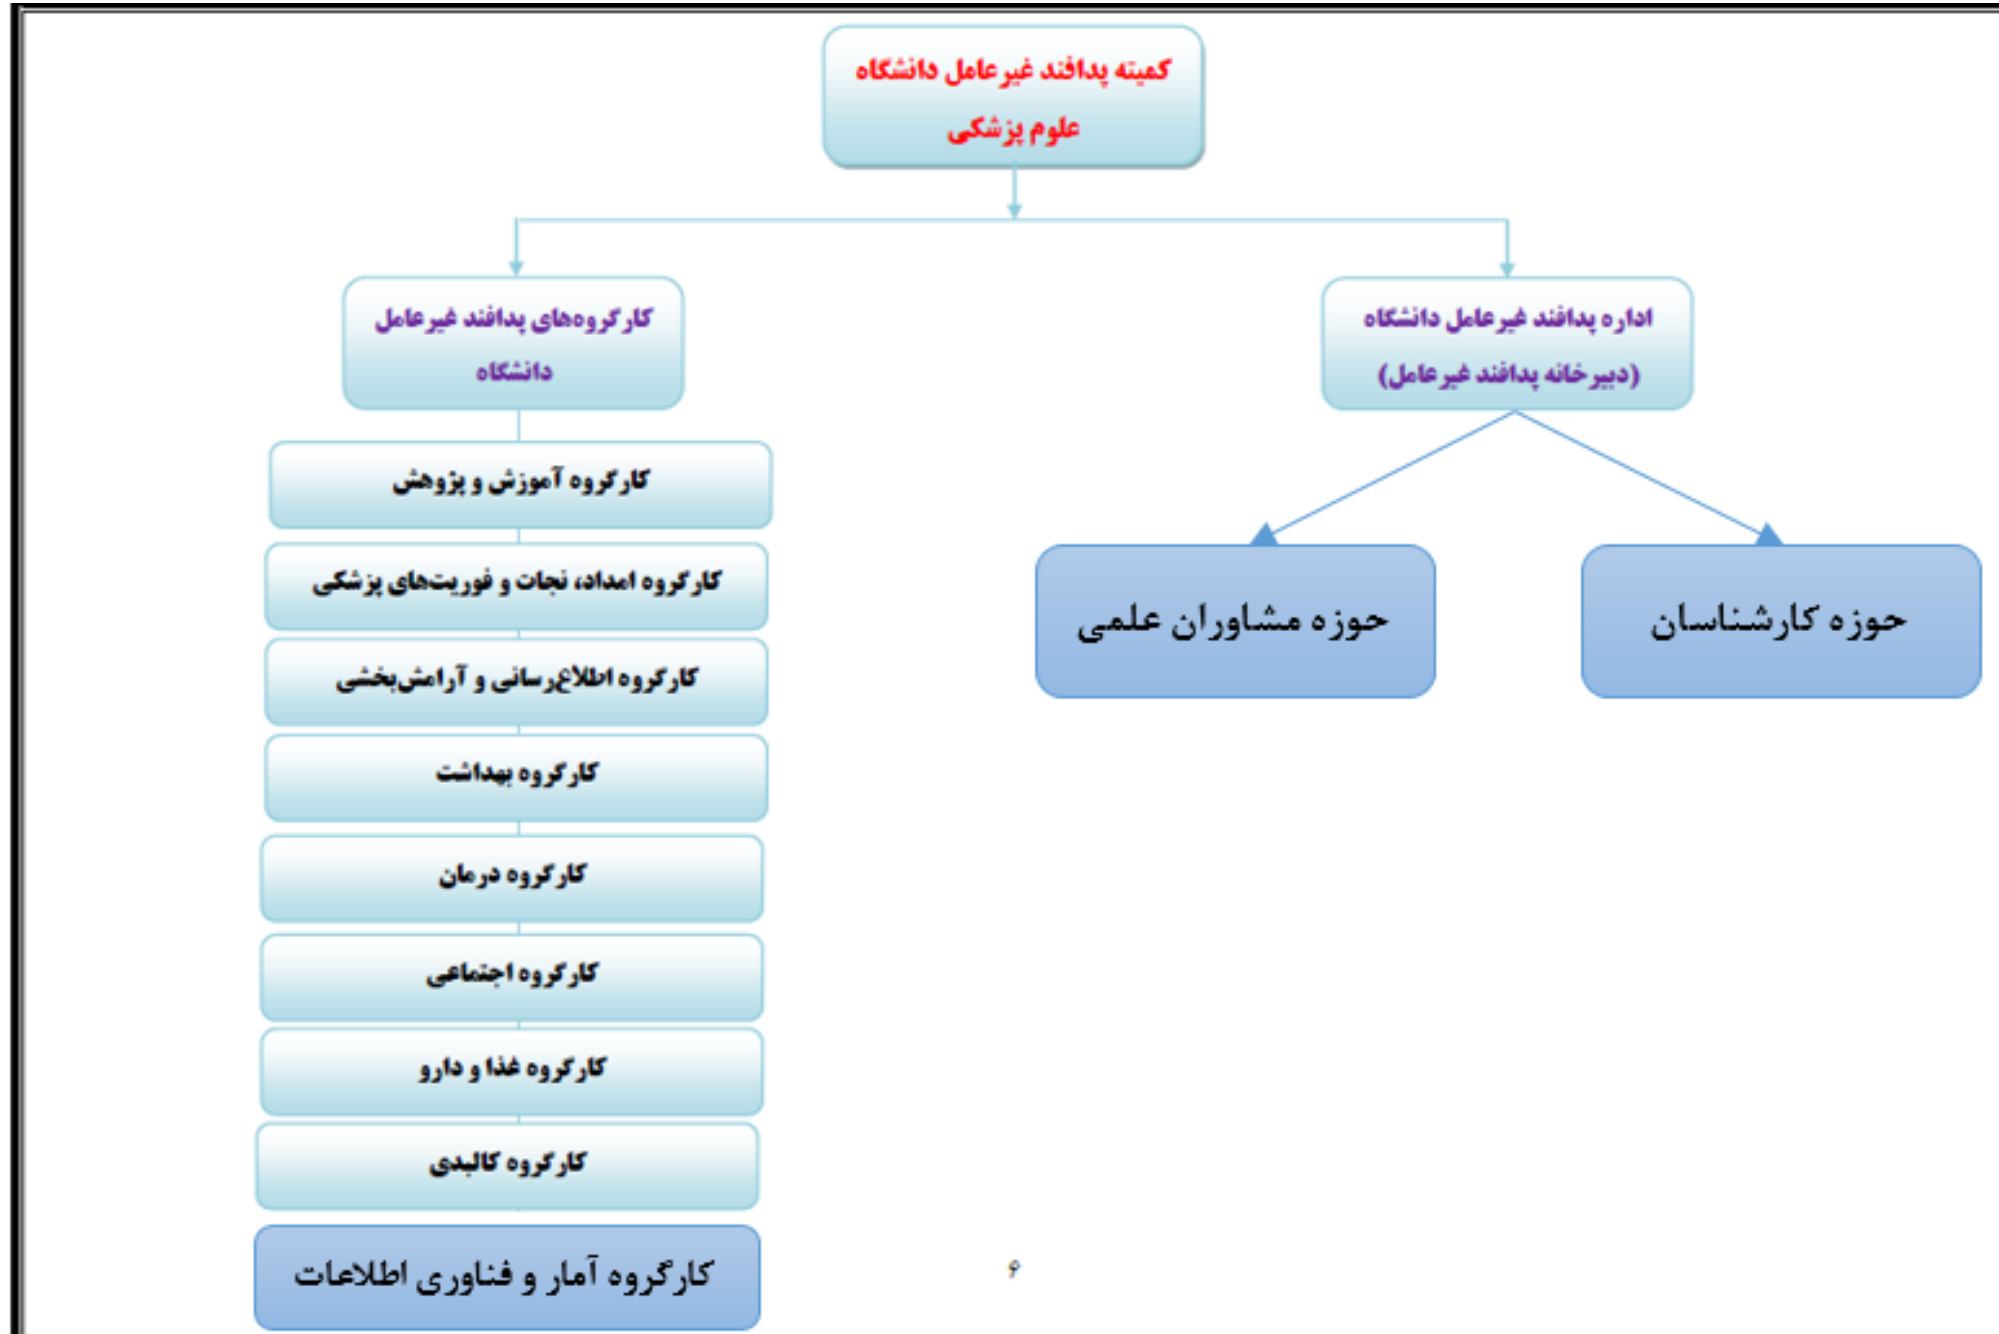 کمیته پدافند غیرعامل دانشگاه
علوم پزشکی
اداره پدافند غیرعامل دانشگاه
(دبیرخانه پدافند غیرعامل)
حوزه کارشناسان
حوزه مشاوران علمی
کارگروه‌های پدافند غیرعامل
دانشگاه
کارگروه آموزش و پژوهش
کارگروه امداد، نجات و فوریت‌های پزشکی
کارگروه اطلاع‌رسانی و آرامش‌بخشی
کارگروه بهداشت
کارگروه درمان
کارگروه اجتماعی
کارگروه غذا و دارو
کارگروه کالبدی
کارگروه آمار و فناوری اطلاعات
۶